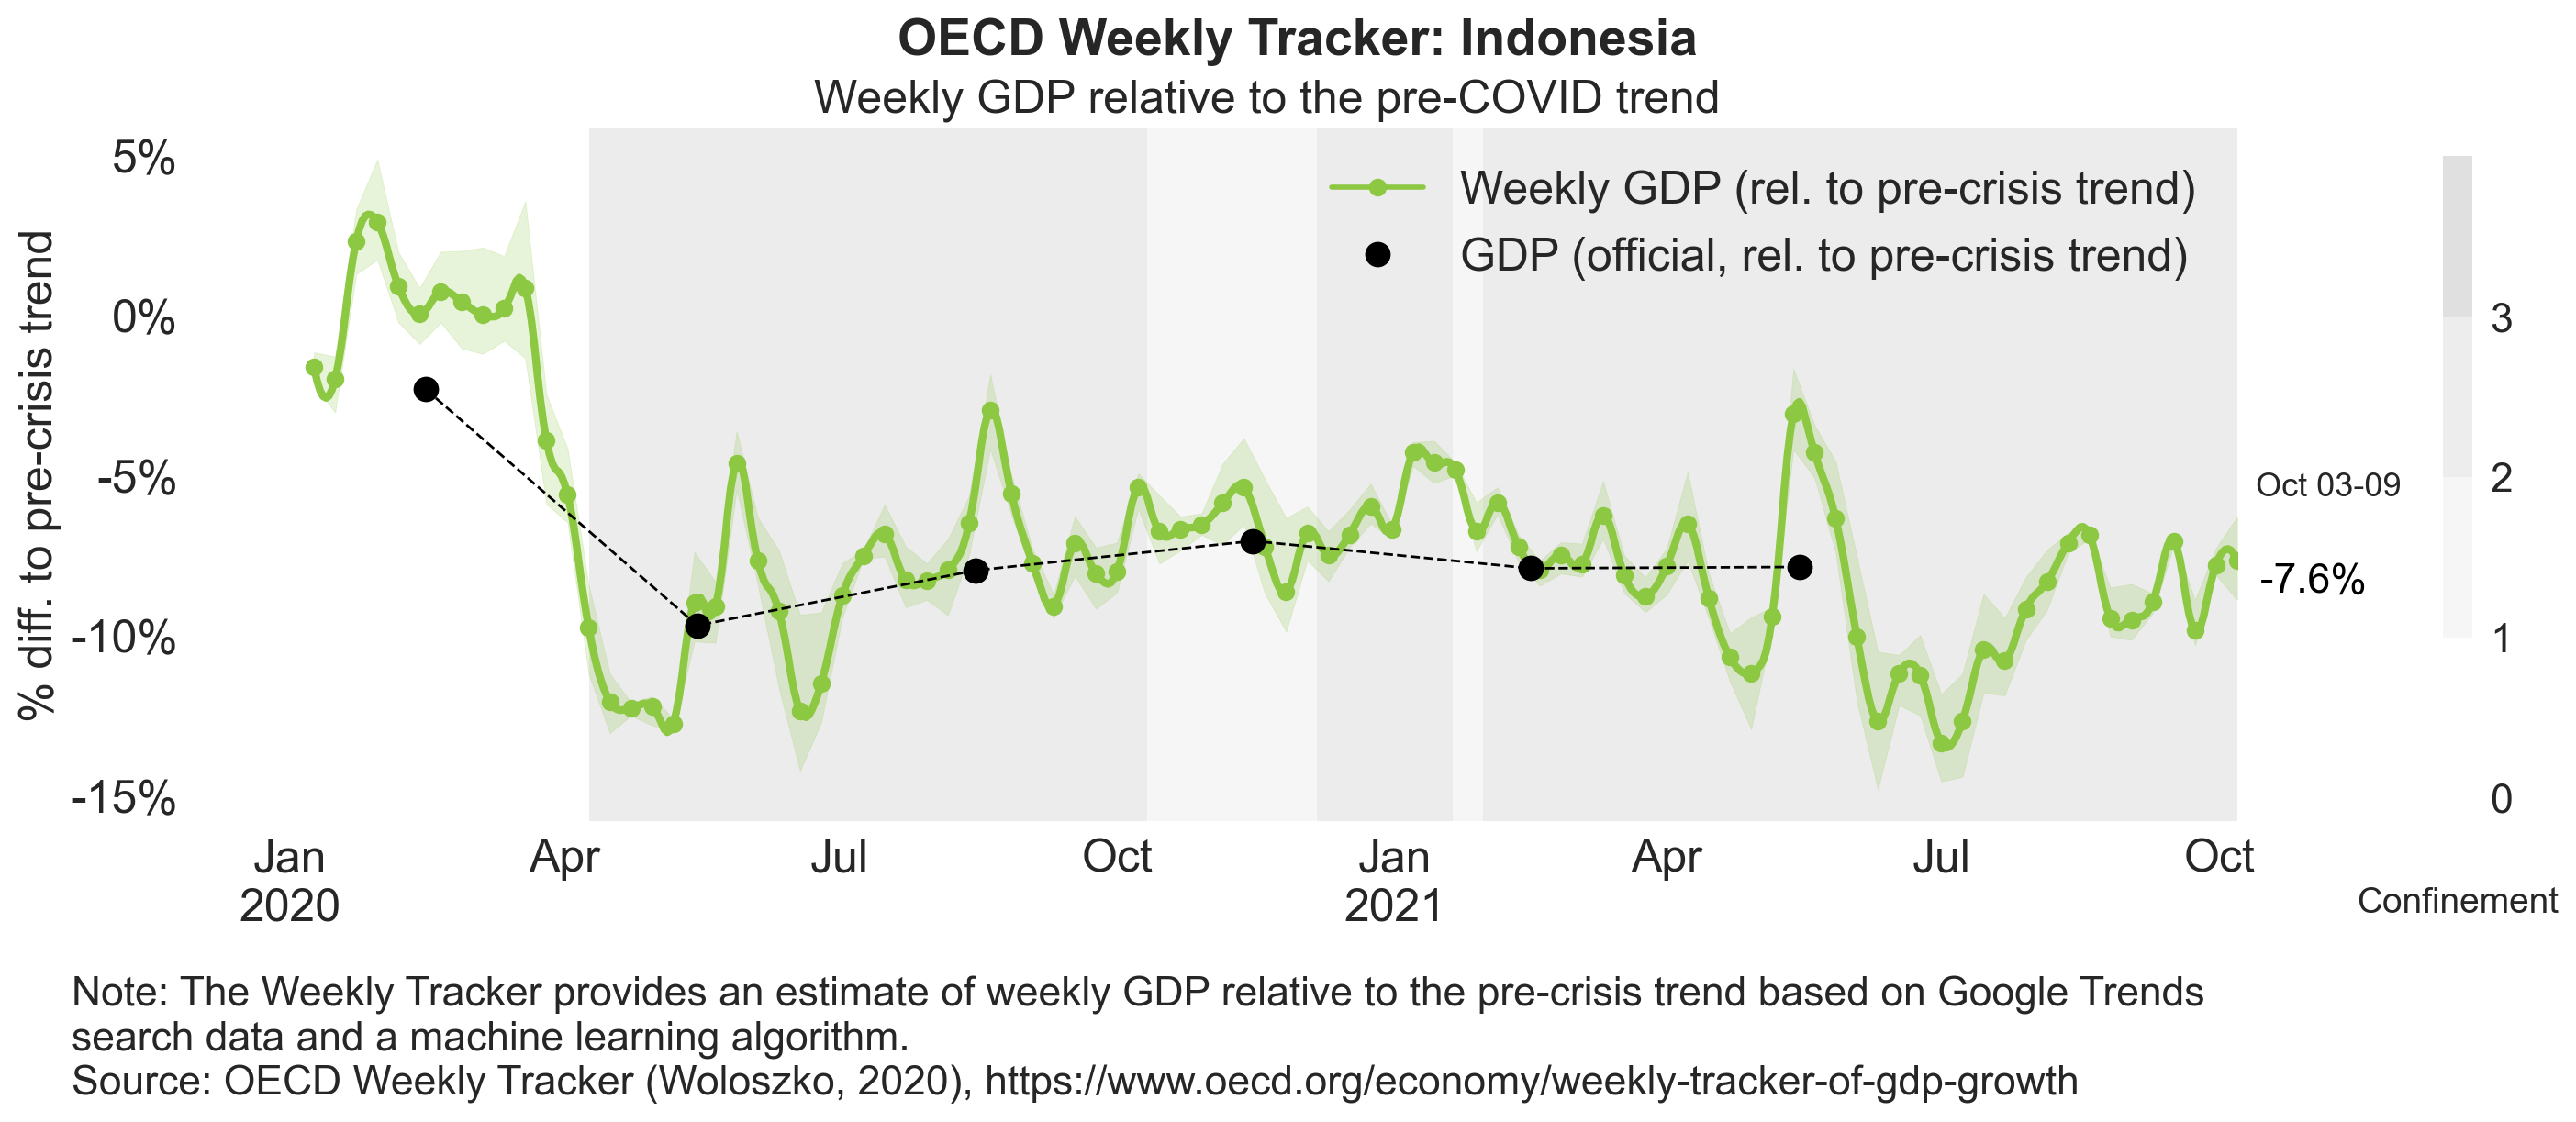 OECD Weekly Tracker: Indonesia
Weekly GDP relative to the pre-COVID trend
% diff. to pre-crisis trend
5%
0%
-5%
-10%
-15%
Weekly GDP (rel. to pre-crisis trend)
GDP (official, rel. to pre-crisis trend)
Oct 03-09
-7.6%
3
2
1
0
Confinement
Jan
2020
Apr
Jul
Oct
Jan
2021
Apr
Jul
Oct
Note: The Weekly Tracker provides an estimate of weekly GDP relative to the pre-crisis trend based on Google Trends
search data and a machine learning algorithm.
Source: OECD Weekly Tracker (Woloszko, 2020), https://www.oecd.org/economy/weekly-tracker-of-gdp-growth